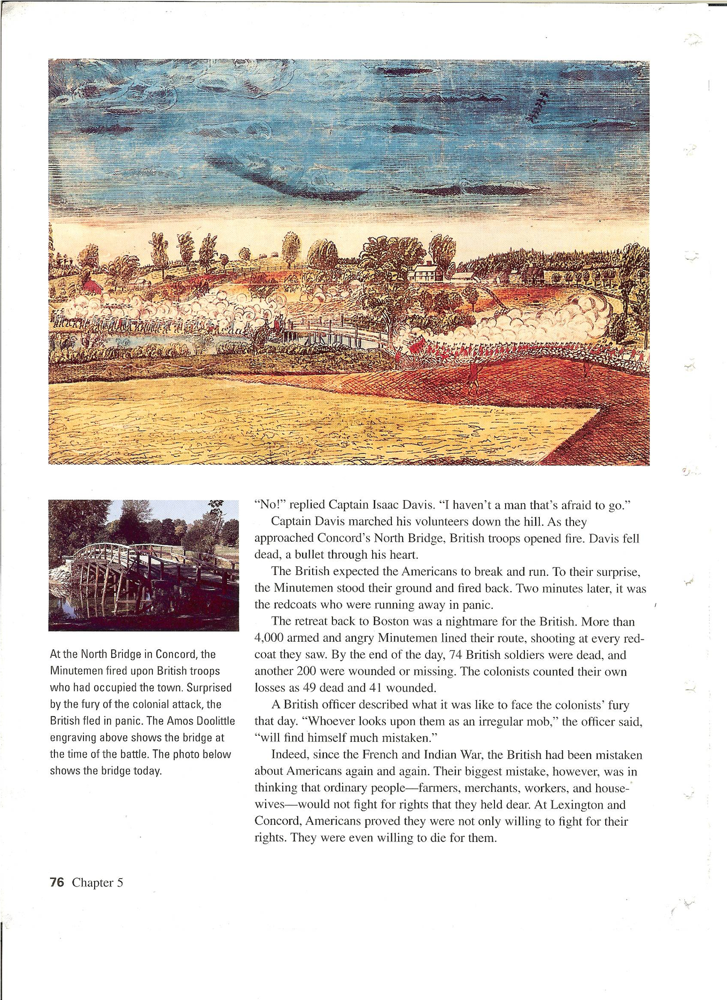 “No!” replied Captain Isaac Davis. “I haven’t a man that’s afraid to go.”
Captain Davis marched his volunteers down the hill. As they
approached Concord’s North Bridge, British troops opened fire. Davis fell
dead, a bullet through his heart.
The British expected the Americans to break and run. To their surprise,
the Minutemen stood their ground and fired back. Two minutes later, it was
the redcoats who were running away in panic.
The retreat back to Boston was a nightmare for the British. More than
4,000 armed and angry Minutemen lined their route, shooting at every red-
coat they saw. By the end of the day, 74 British soldiers were dead, and
another 200 were wounded or missing. The colonists counted their own
losses as 49 dead and 41 wounded.
A British officer described what it was like to face the colonists’ fury
that day. “Whoever looks upon them as an irregular mob,” the officer said,
“will find himself much mistaken.”
Indeed, since the French and Indian War, the British had been mistaken
about Americans again and again. Their biggest mistake, however, was in
thinking that ordinary people—farmers, merchants, workers, and house-
wives—would not fight for rights that they held dear. At Lexington and
Concord, Americans proved they were not only willing to fight for their
rights. They were even willing to die for them.
At the North Bridge in Concord, the
Minutemen fired upon British troops
who had occupied the town. Surprised
by the fury of the colonial attack, the
British fled in panic. The Amos Doolittle
engraving above shows the bridge at
the time of the battle. The photo below
shows the bridge today.
76 Chapter 5